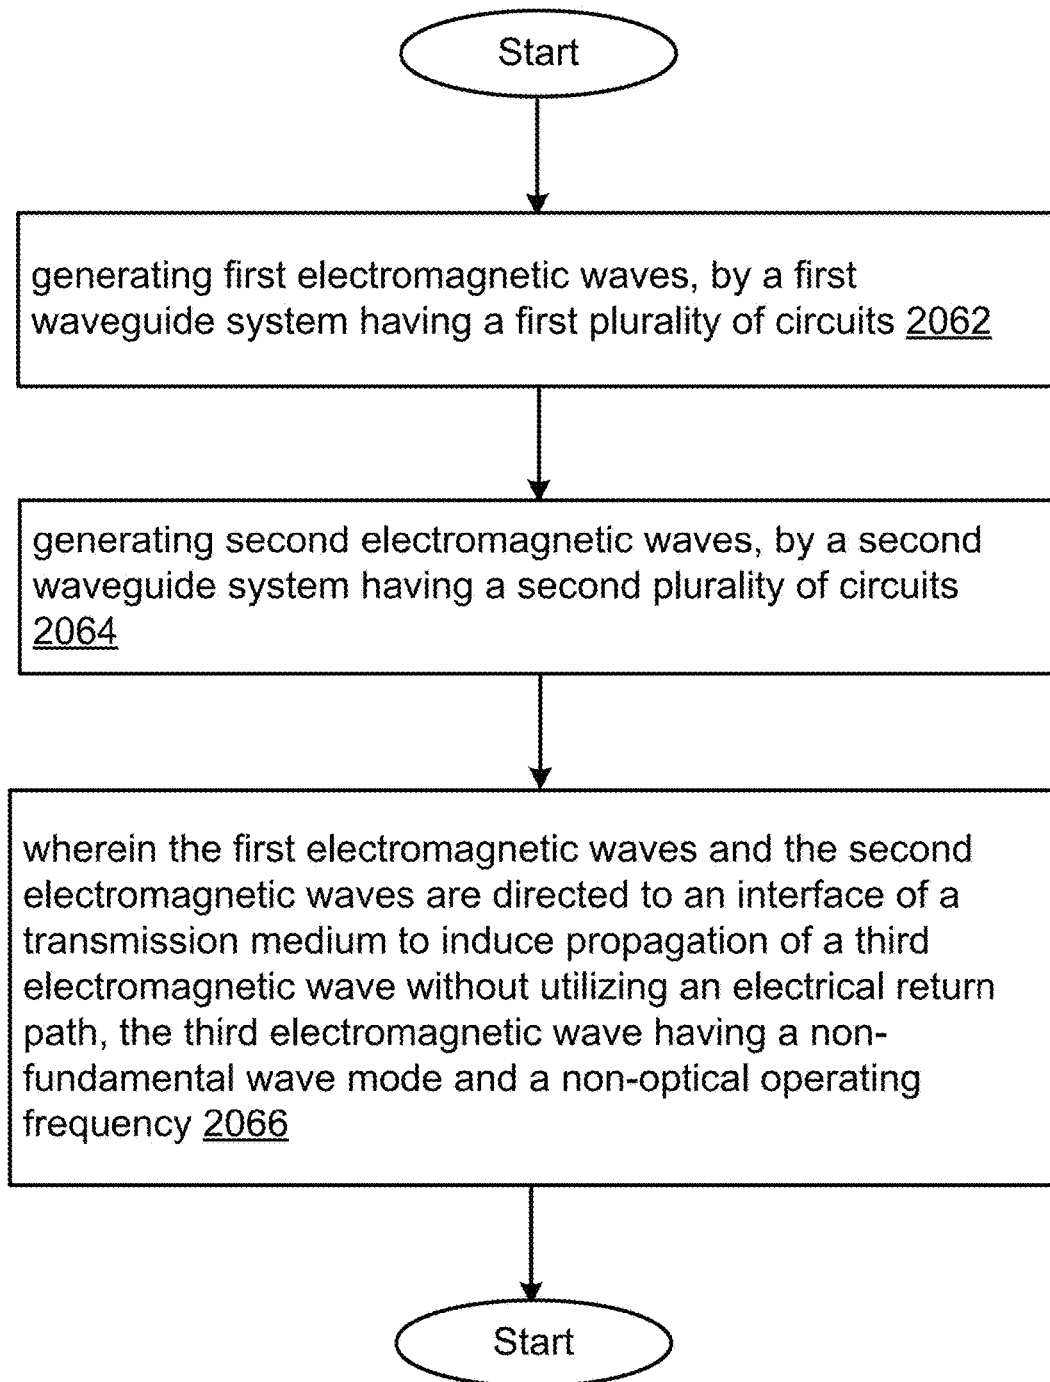 Start
generating first electromagnetic waves, by a first
waveguide system having a first plurality of circuits 2062
generating second electromagnetic waves, by a second
waveguide system having a second plurality of circuits
2064
wherein the first electromagnetic waves and the second
electromagnetic waves are directed to an interface of a
transmission medium to induce propagation of a third
electromagnetic wave without utilizing an electrical return
path, the third electromagnetic wave having a non-
fundamental wave mode and a non-optical operating
frequency 2066
Start